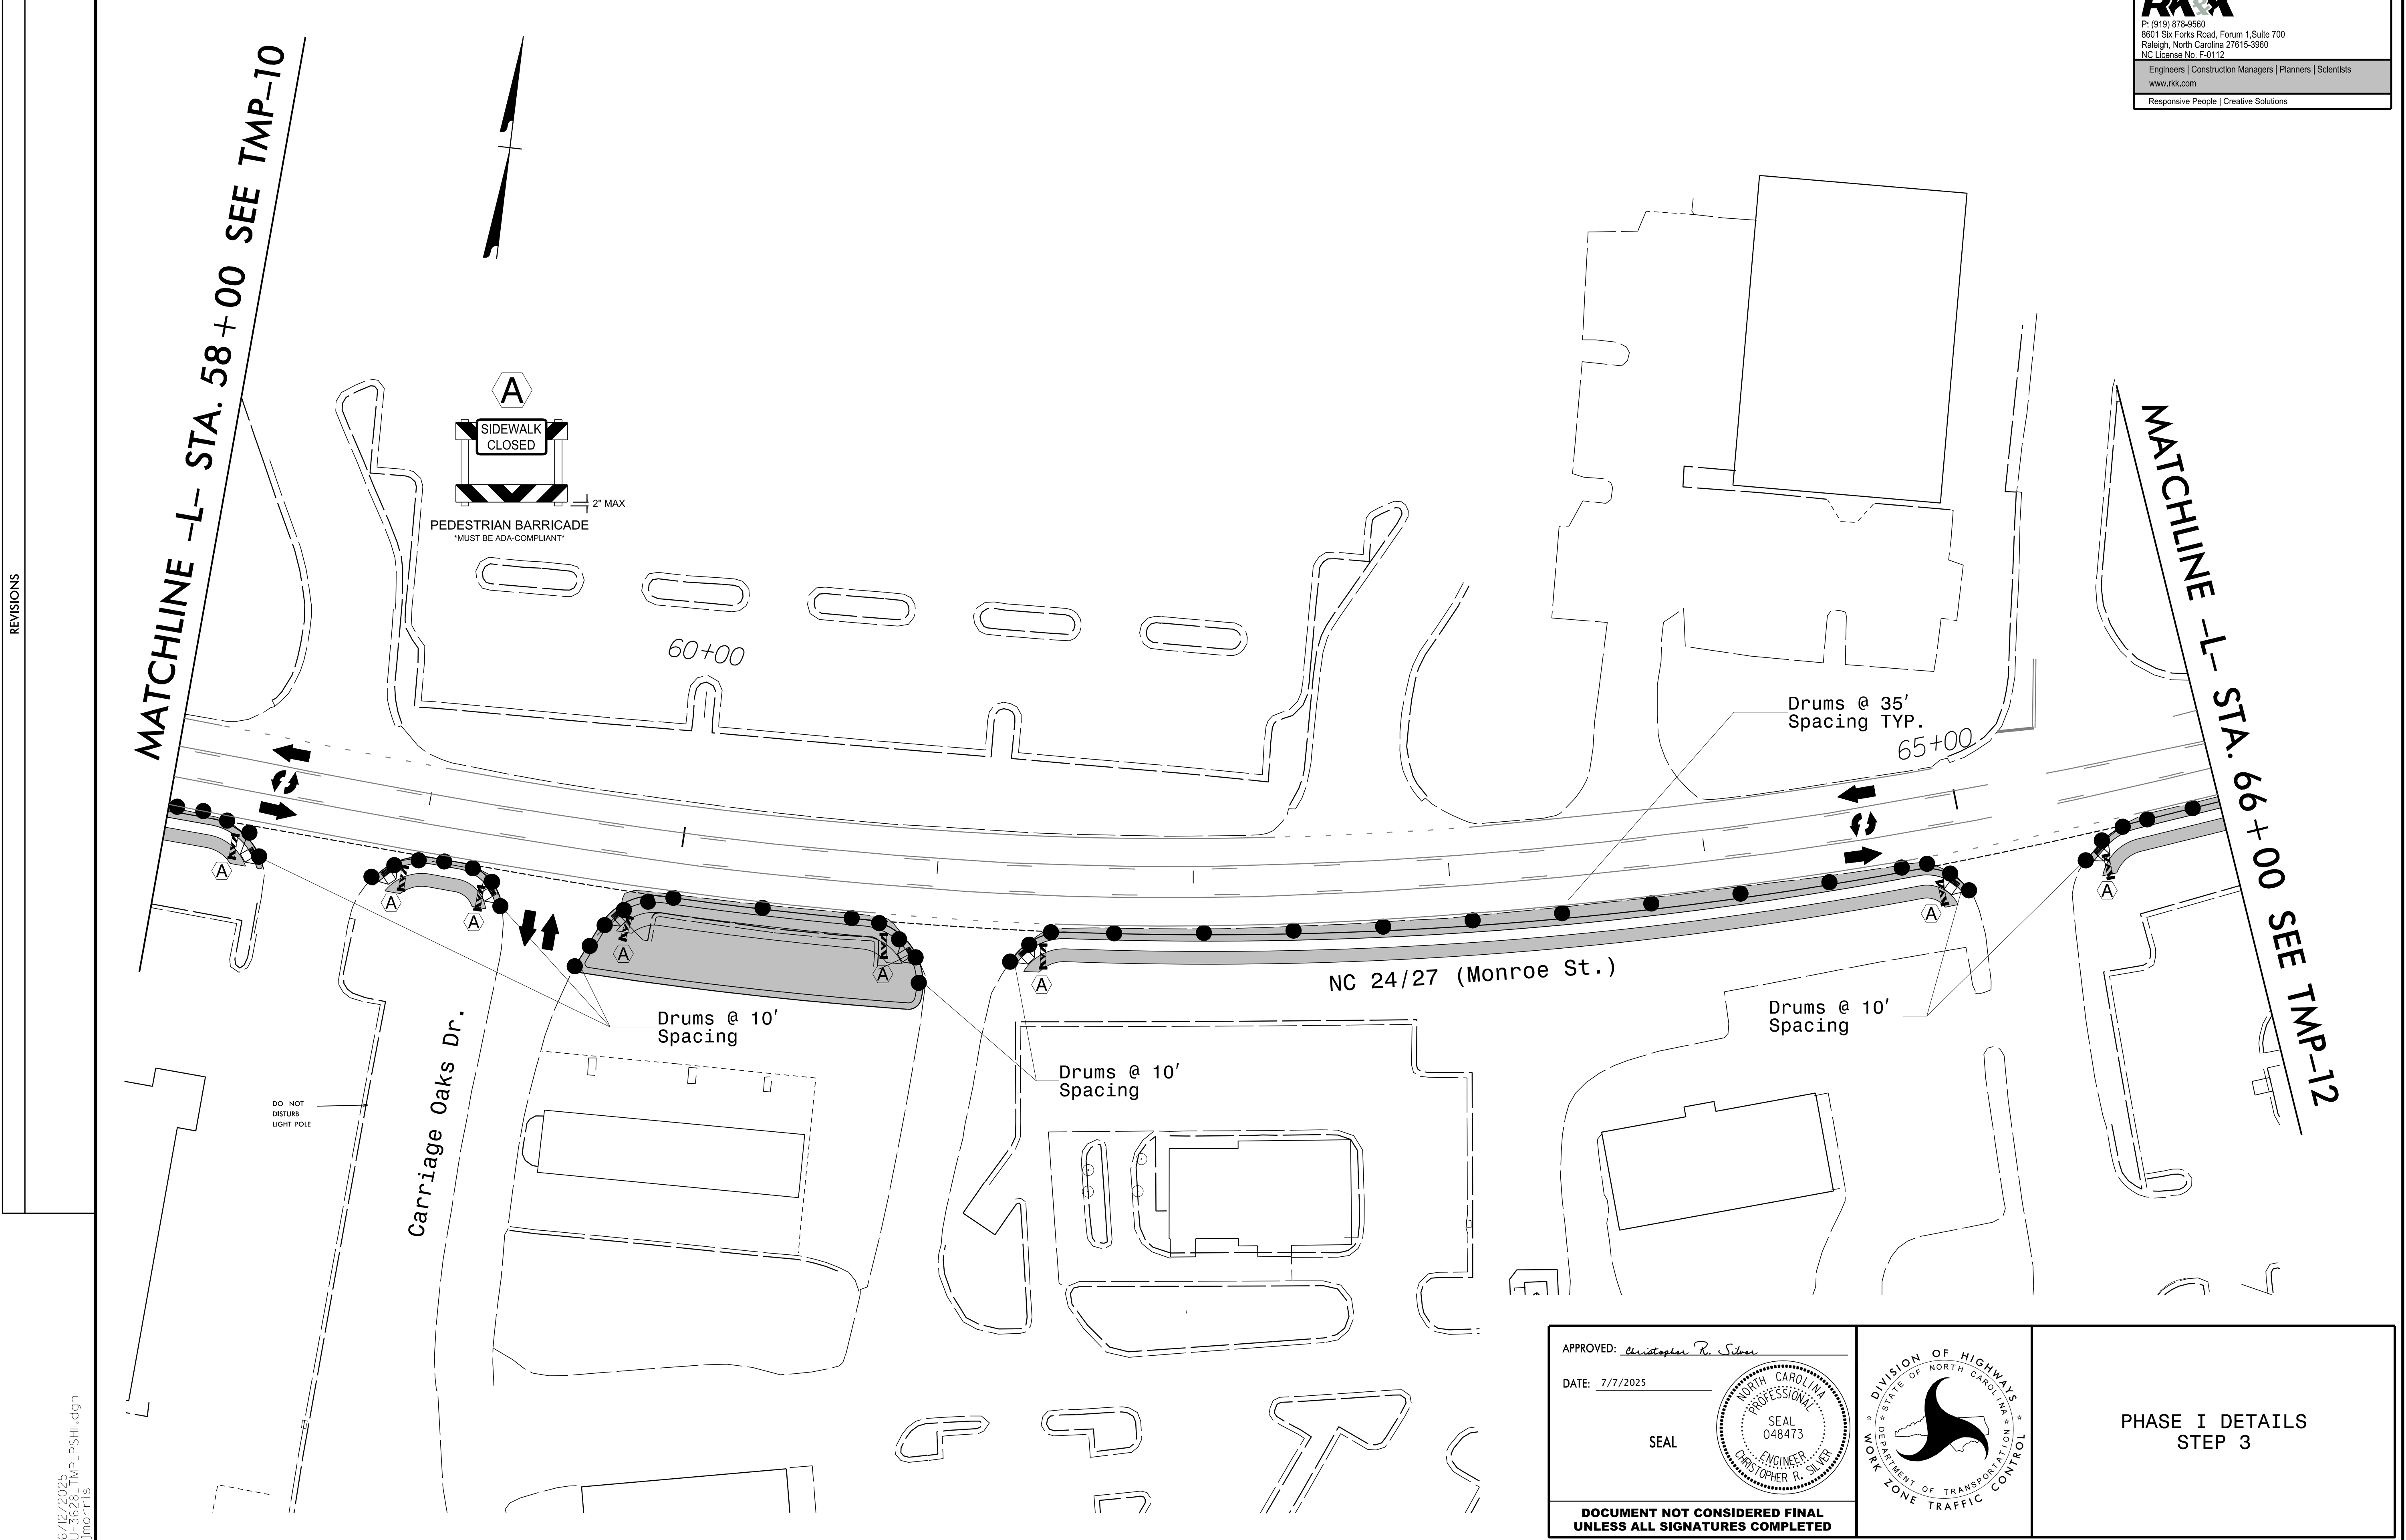 RK&K
P: (919) 878-9560
8601 Six Forks Road, Forum 1,Suite 700
Raleigh, North Carolina 27615-3960
NC License No. F-0112
Engineers | Construction Managers | Planners | Scientists
www.rkk.com
Responsive People | Creative Solutions
MATCHLINE -L- STA. 58+00 SEE TMP-10
A
SIDEWALK
CLOSED
2" MAX
PEDESTRIAN BARRICADE
*MUST BE ADA-COMPLIANT*
REVISIONS
60+00
Drums @ 35'
Spacing TYP.
65+00
MATCHLINE -L- STA. 66+00 SEE TMP-12
A
A
A
A
A
A
A
A
NC 24/27 (Monroe St.)
Drums @ 10'
Spacing
Drums @ 10'
Spacing
Drums @ 10'
Spacing
DO NOT
DISTURB
LIGHT POLE
Carriage Oaks Dr.
6/12/2025
U-3628_TMP_PSH11.dgn
jmorris
APPROVED: Christopher R. Silver
DATE: 7/7/2025
SEAL
NORTH CAROLINA
PROFESSIONAL
SEAL
048473
ENGINEER
CHRISTOPHER R. SILVER
DOCUMENT NOT CONSIDERED FINAL
UNLESS ALL SIGNATURES COMPLETED
DIVISION OF HIGHWAYS
STATE OF NORTH CAROLINA
DEPARTMENT OF TRANSPORTATION
WORK ZONE TRAFFIC CONTROL
PHASE I DETAILS
STEP 3